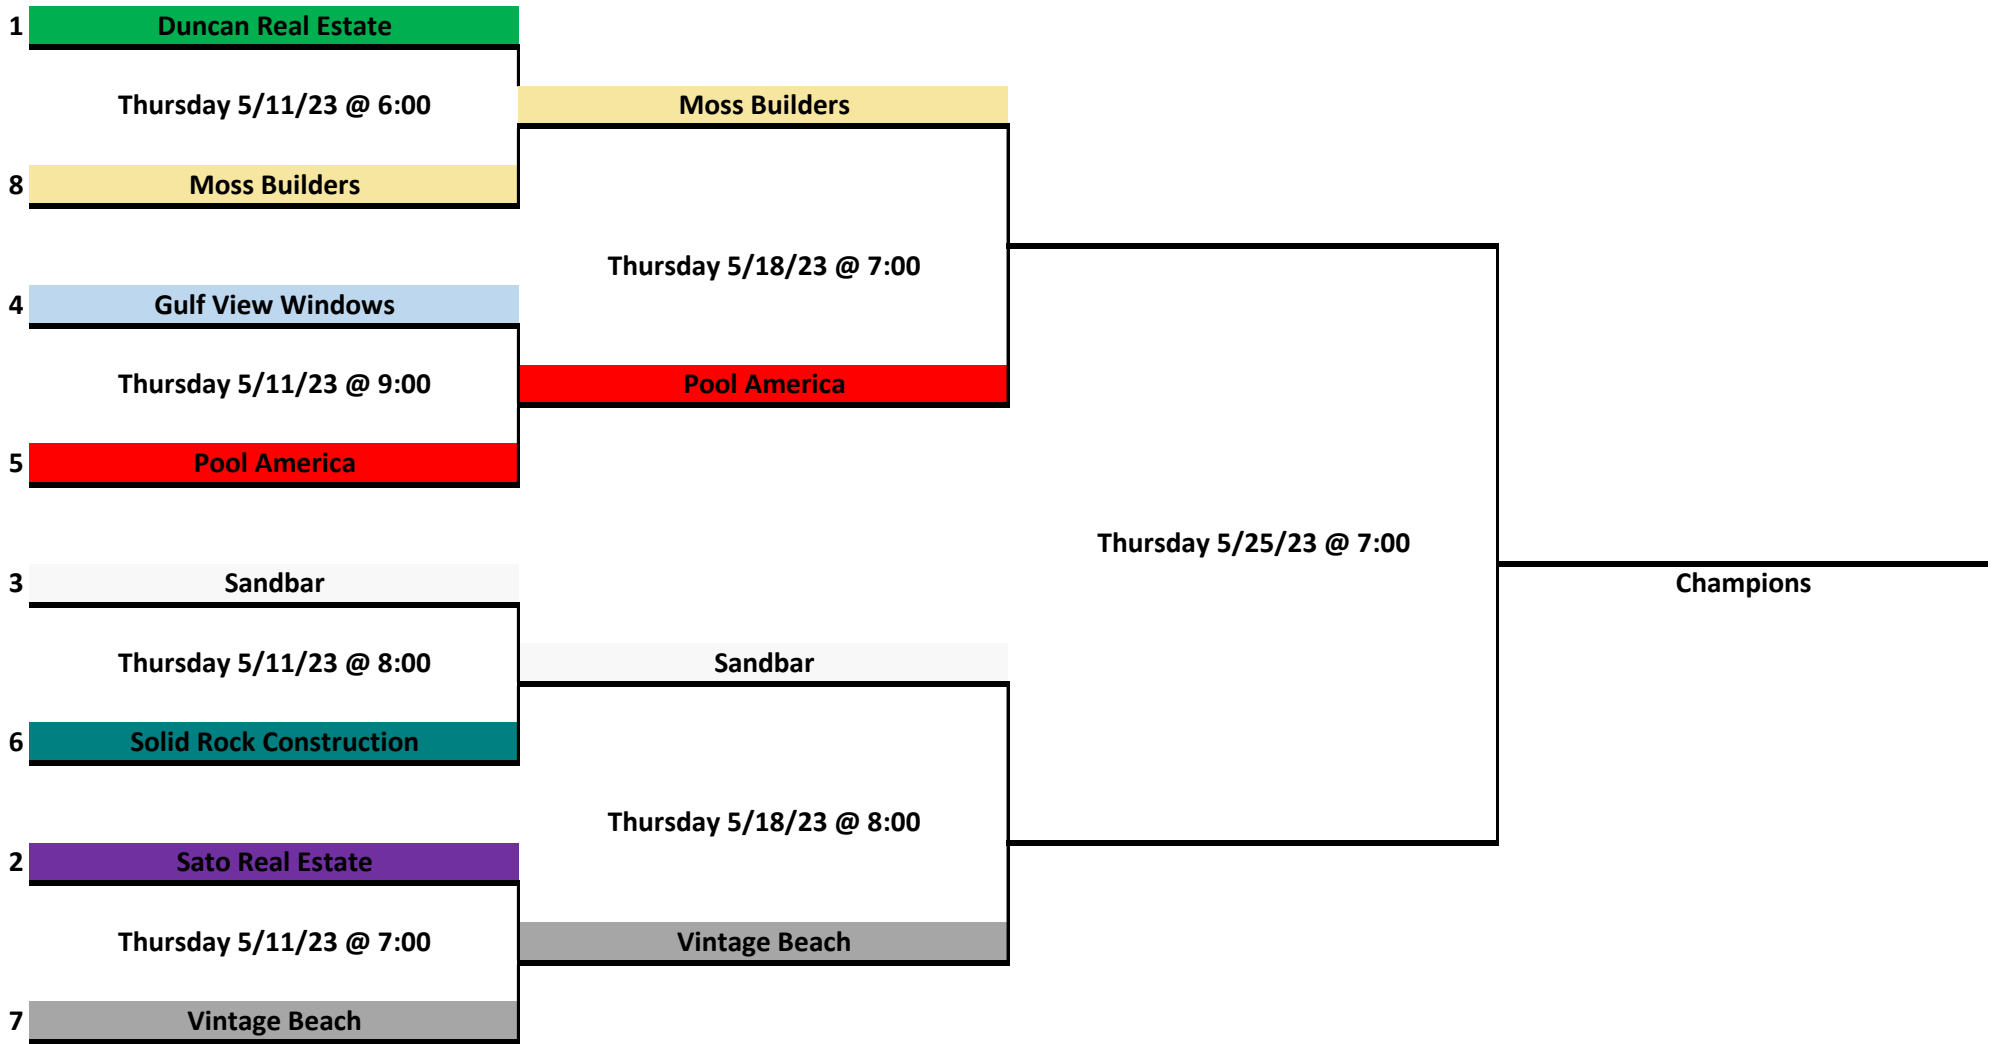 1 Duncan Real Estate
Thursday 5/11/23 @ 6:00
Moss Builders
8 Moss Builders
Thursday 5/18/23 @ 7:00
4 Gulf View Windows
Thursday 5/11/23 @ 9:00
Pool America
5 Pool America
Thursday 5/25/23 @ 7:00
3 Sandbar
Champions
Thursday 5/11/23 @ 8:00
Sandbar
6 Solid Rock Construction
Thursday 5/18/23 @ 8:00
2 Sato Real Estate
Thursday 5/11/23 @ 7:00
Vintage Beach
7 Vintage Beach